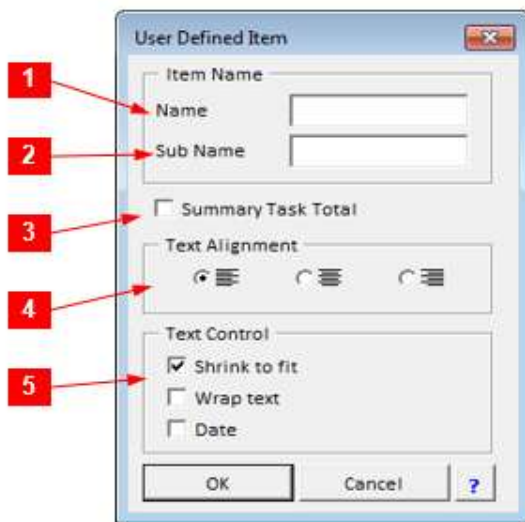 User Defined Item
Item Name
1
Name
2
Sub Name
3
Summary Task Total
Text Alignment
4
Text Control
5
Shrink to fit
Wrap text
Date
OK Cancel ?